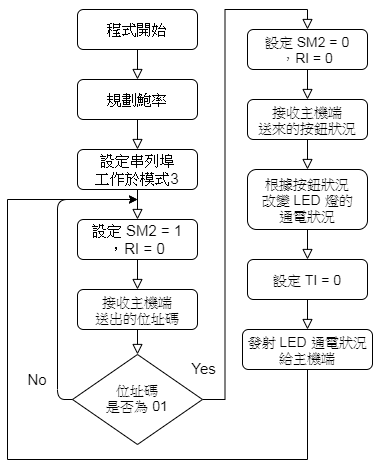 程式開始
規劃鮑率
設定串列埠
工作於模式3
設定 SM2 = 1
，RI = 0
接收主機端
送出的位址碼
位址碼
是否為 01
No
Yes
設定 SM2 = 0
，RI = 0
接收主機端
送來的按鈕狀況
根據按鈕狀況
改變 LED 燈的
通電狀況
設定 TI = 0
發射 LED 通電狀況
給主機端